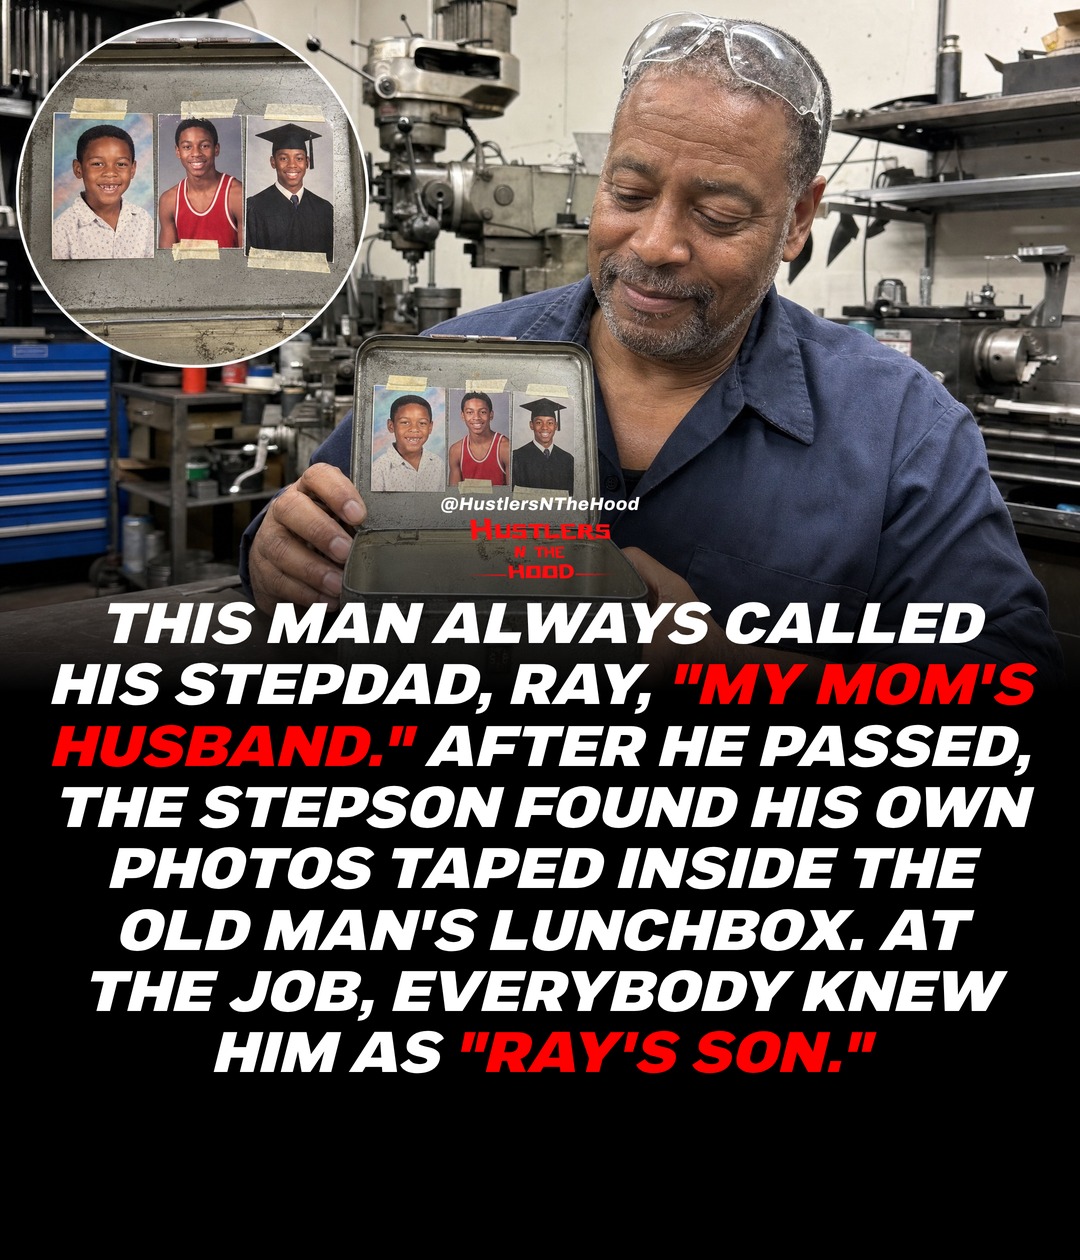 @HustlersNTheHood
HUSTLERS
N THE
HOOD
THIS MAN ALWAYS CALLED
HIS STEPDAD, RAY, "MY MOM'S
HUSBAND." AFTER HE PASSED,
THE STEPSON FOUND HIS OWN
PHOTOS TAPED INSIDE THE
OLD MAN'S LUNCHBOX. AT
THE JOB, EVERYBODY KNEW
HIM AS "RAY'S SON."